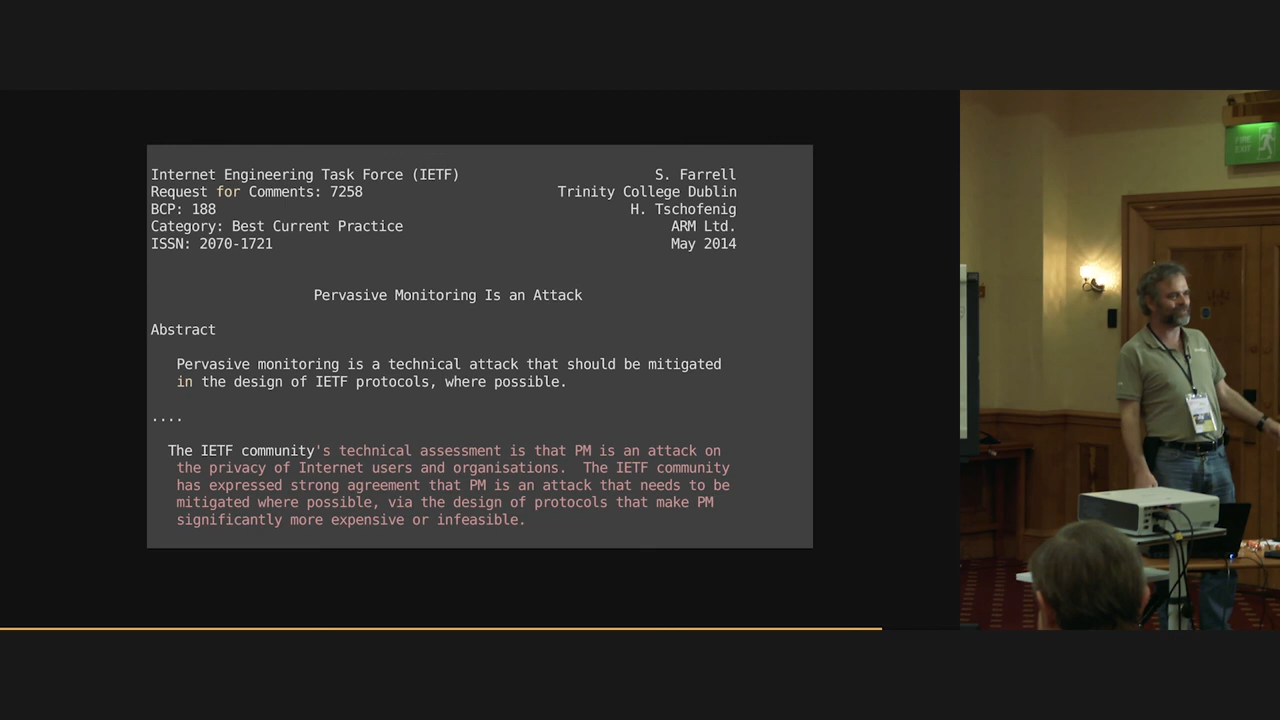 Internet Engineering Task Force (IETF) S. Farrell
Request for Comments: 7258 Trinity College Dublin
BCP: 188 H. Tschofenig
Category: Best Current Practice ARM Ltd.
ISSN: 2070-1721 May 2014
Pervasive Monitoring Is an Attack
Abstract
Pervasive monitoring is a technical attack that should be mitigated
in the design of IETF protocols, where possible.
....
The IETF community's technical assessment is that PM is an attack on
the privacy of Internet users and organisations. The IETF community
has expressed strong agreement that PM is an attack that needs to be
mitigated where possible, via the design of protocols that make PM
significantly more expensive or infeasible.
FIRE
EXIT